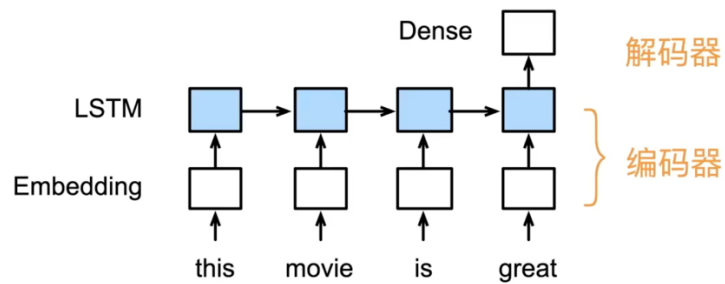 Dense
解码器
LSTM
编码器
Embedding
this movie is great